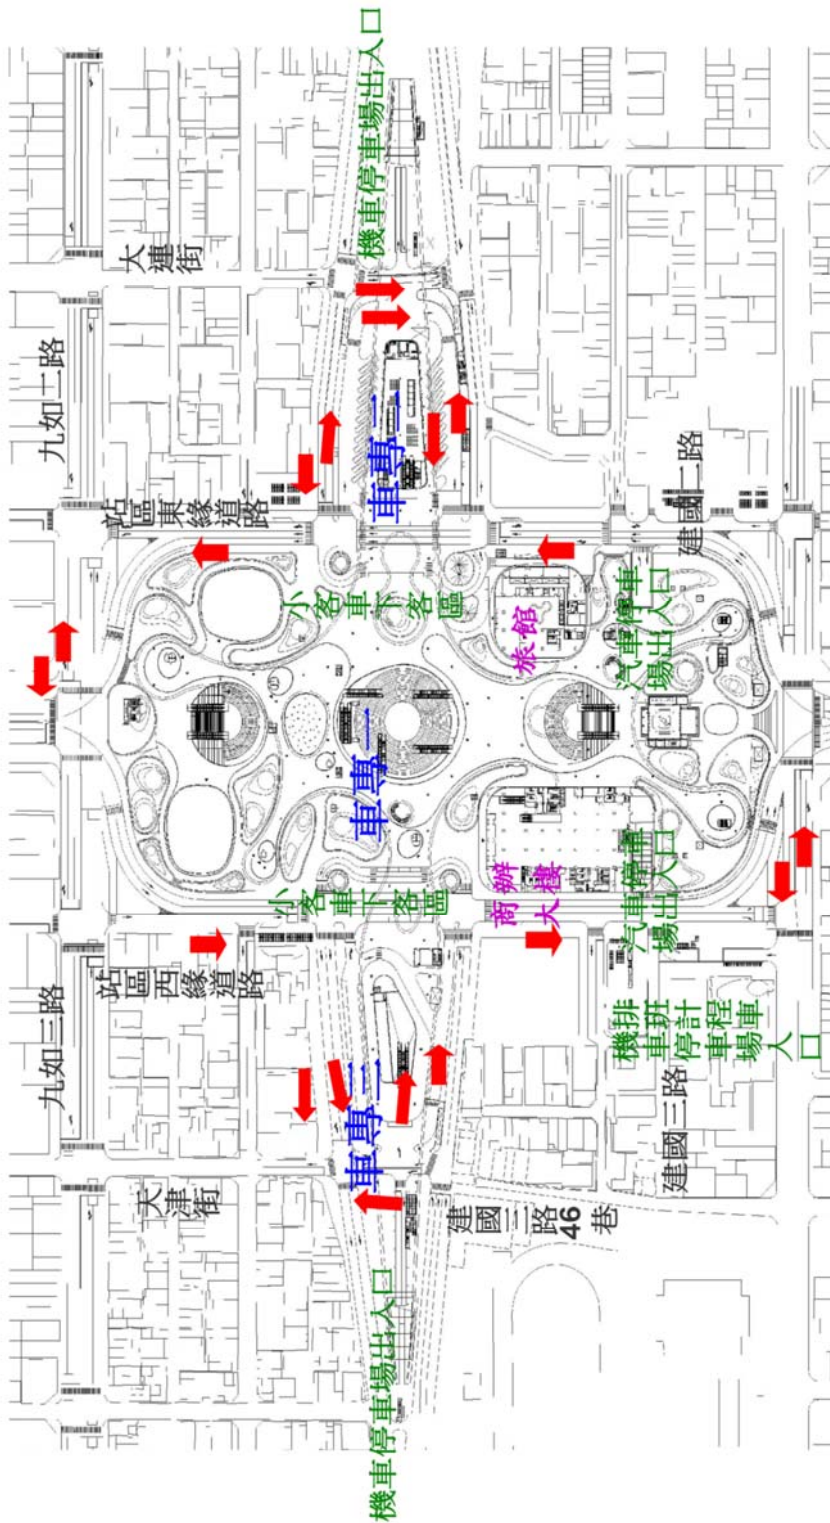 九如三路
九如二路
天津街
站區西緣道路
站區東緣道路
大連街
小客車下客區
小客車下客區
機車停車場出入口
車專三
車專一
車專二
機車停車場出入口
建國三路46巷
商辦
大樓
旅館
排班計程車
機車停車場入口
汽車停車
場出入口
汽車停車
場出入口
建國三路
建國二路